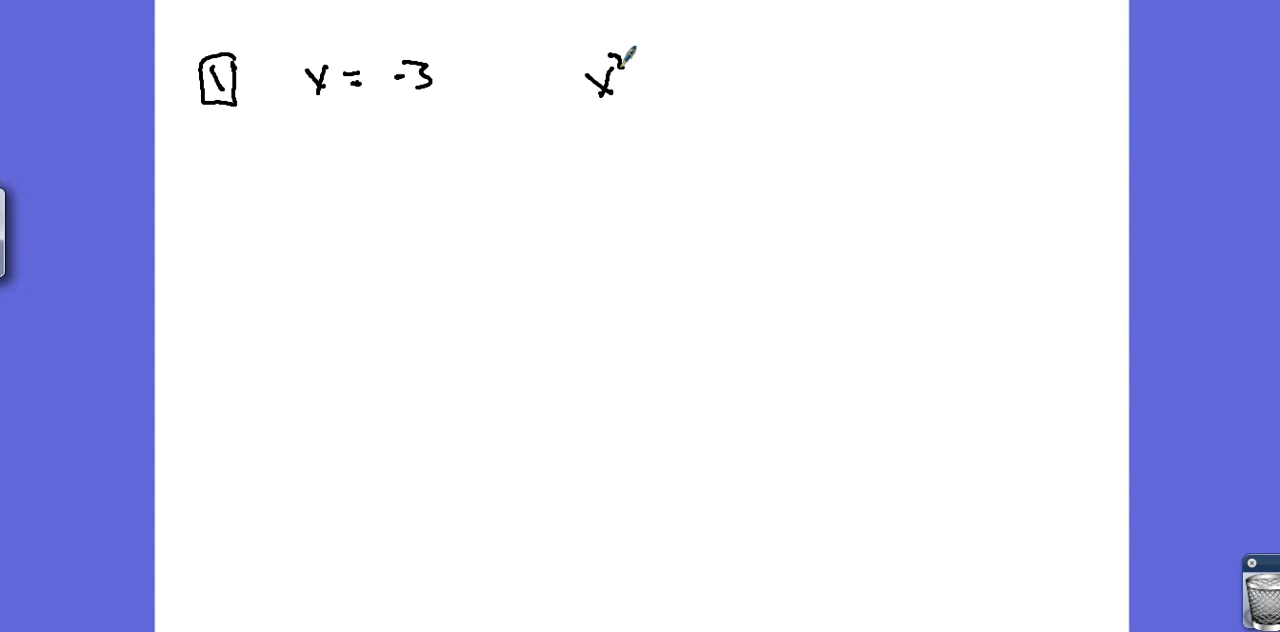 1 x = -3 x²